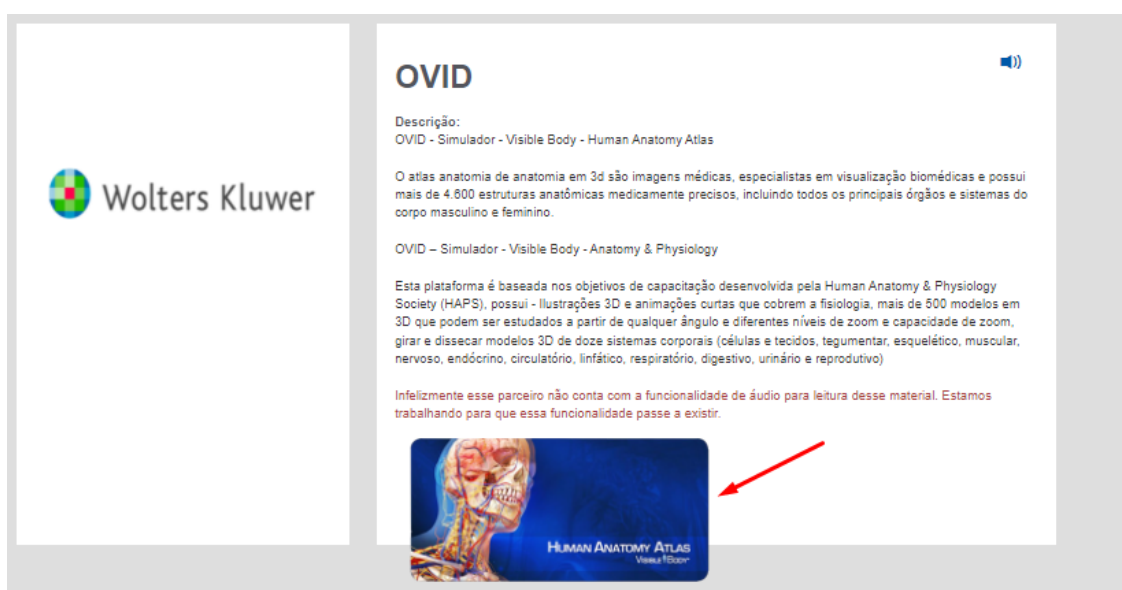 Wolters Kluwer
OVID
Descrição:
OVID - Simulador - Visible Body - Human Anatomy Atlas
O atlas anatomia de anatomia em 3d são imagens médicas, especialistas em visualização biomédicas e possui
mais de 4.600 estruturas anatômicas medicamente precisos, incluindo todos os principais órgãos e sistemas do
corpo masculino e feminino.
OVID – Simulador - Visible Body - Anatomy & Physiology
Esta plataforma é baseada nos objetivos de capacitação desenvolvida pela Human Anatomy & Physiology
Society (HAPS), possui - Ilustrações 3D e animações curtas que cobrem a fisiologia, mais de 500 modelos em
3D que podem ser estudados a partir de qualquer ângulo e diferentes níveis de zoom e capacidade de zoom,
girar e dissecar modelos 3D de doze sistemas corporais (células e tecidos, tegumentar, esquelético, muscular,
nervoso, endócrino, circulatório, linfático, respiratório, digestivo, urinário e reprodutivo)
Infelizmente esse parceiro não conta com a funcionalidade de áudio para leitura desse material. Estamos
trabalhando para que essa funcionalidade passe a existir.
HUMAN ANATOMY ATLAS
VISIBLE BODY